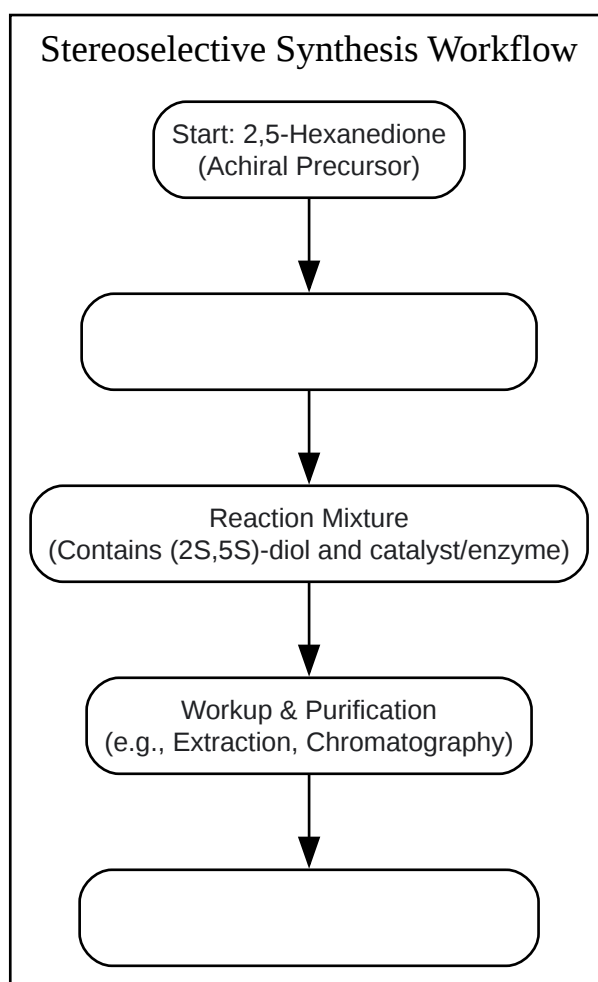 Stereoselective Synthesis Workflow
Start: 2,5-Hexanedione
(Achiral Precursor)
Reaction Mixture
(Contains (2S,5S)-diol and catalyst/enzyme)
Workup & Purification
(e.g., Extraction, Chromatography)